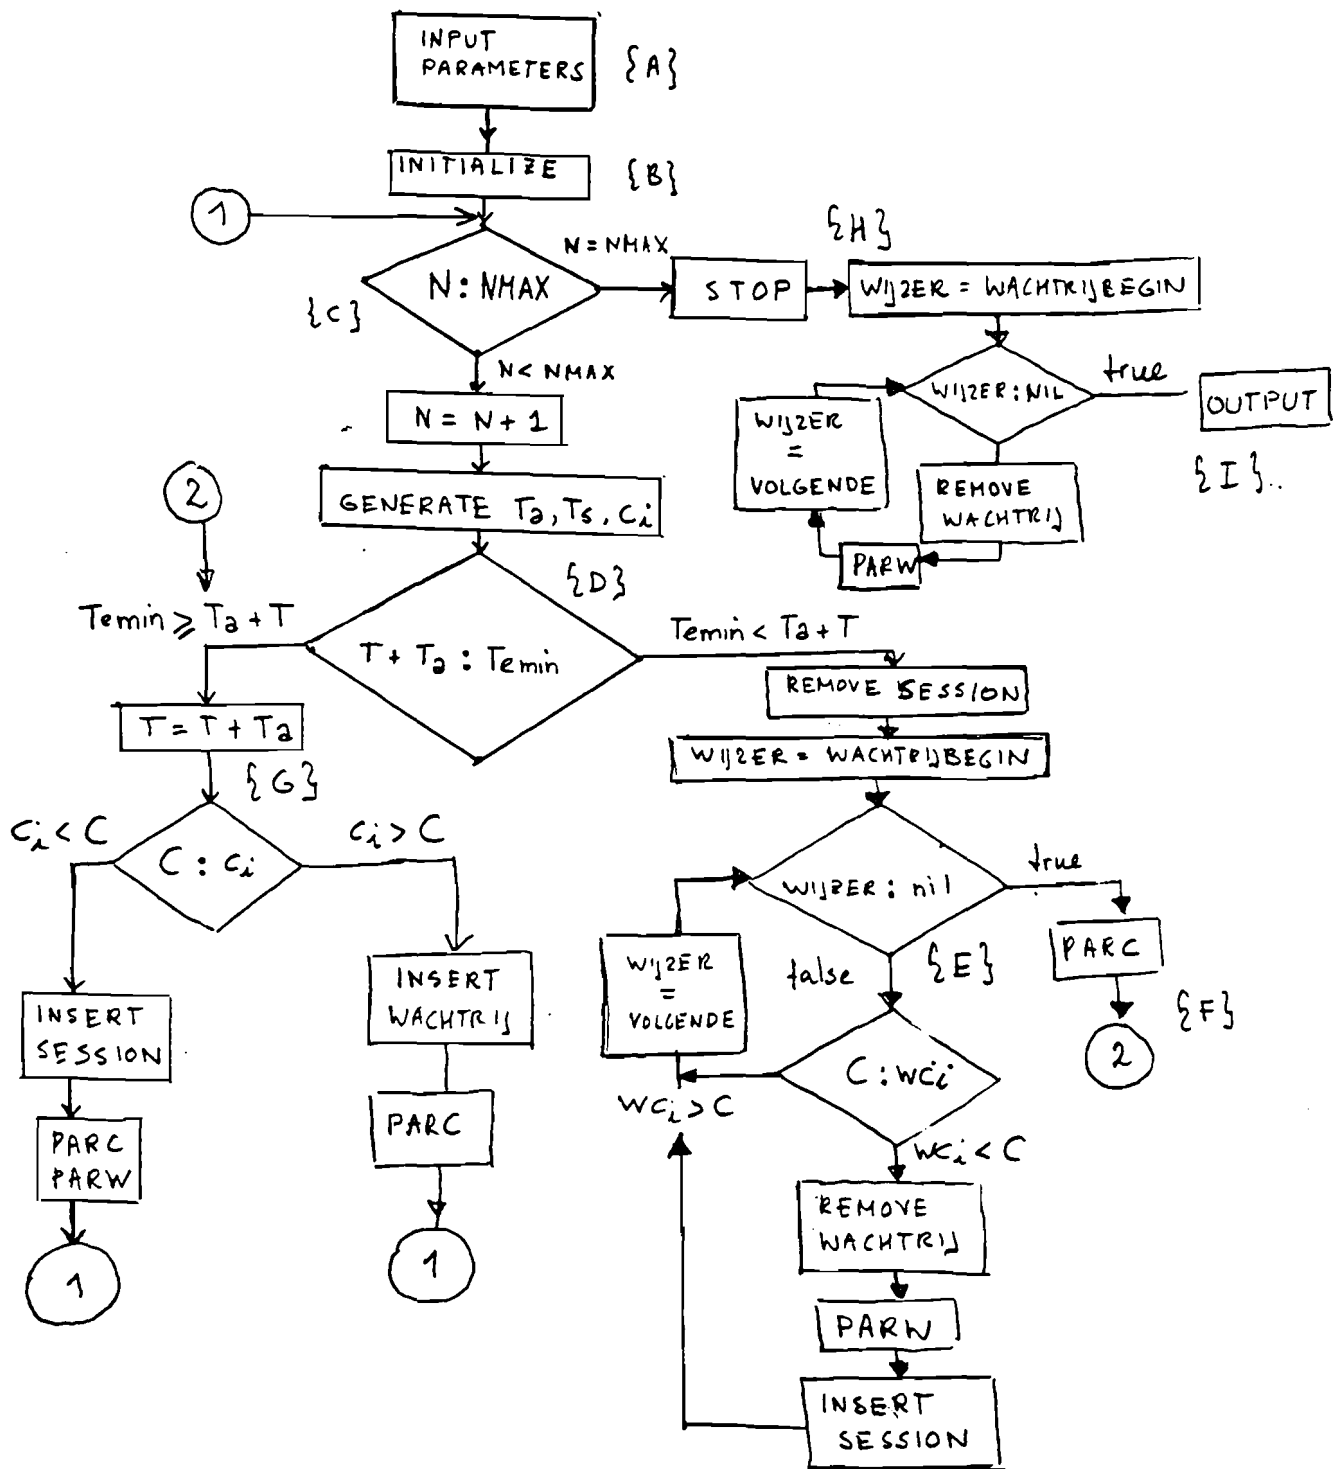 INPUT
PARAMETERS
{A}
INITIALIZE
{B}
1
N : NMAX
{C}
N = NMAX
STOP
{H}
WIJZER = WACHTRIJBEGIN
WIJZER : NIL
true
OUTPUT
{I}..
WIJZER
=
VOLGENDE
REMOVE
WACHTRIJ
PARW
N < NMAX
N = N + 1
GENERATE Ta, Ts, ci
2
{D}
Temin ≥ Ta + T
T + Ta : Temin
Temin < Ta + T
REMOVE SESSION
T = T + Ta
WIJZER = WACHTRIJBEGIN
{G}
ci < C
C : ci
ci > C
WIJZER : nil
true
PARC
{F}
2
false
{E}
WIJZER
=
VOLGENDE
INSERT
WACHTRIJ
INSERT
SESSION
C : wci
wci > C
wci < C
PARC
PARW
PARC
1
1
REMOVE
WACHTRIJ
PARW
INSERT
SESSION